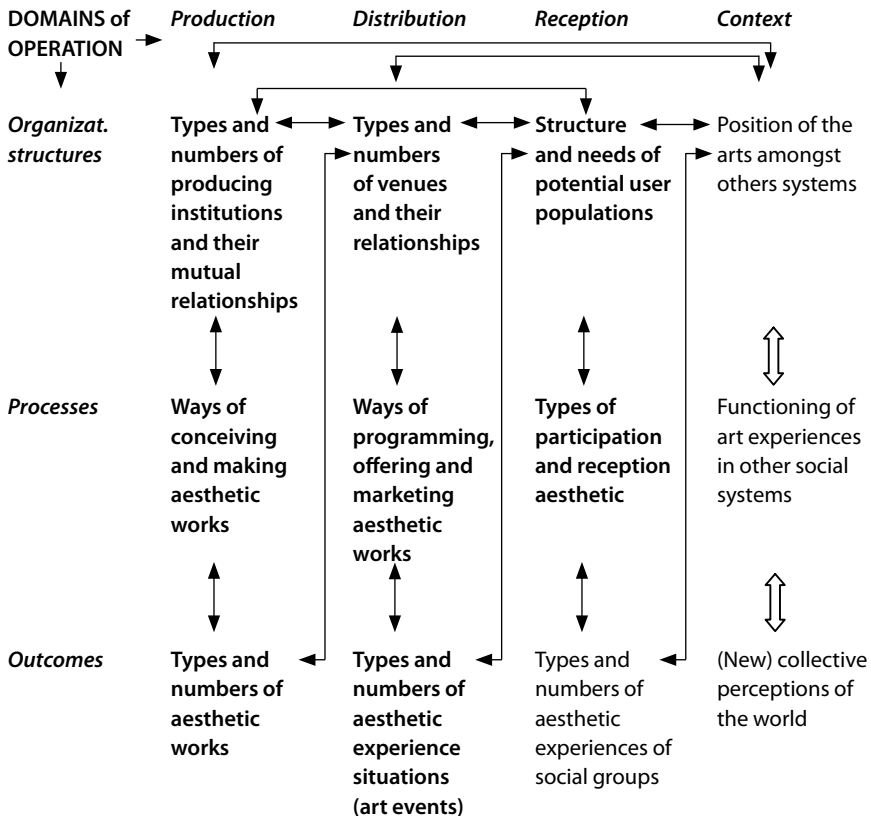 DOMAINS of OPERATION
Production
Distribution
Reception
Context
Organizat.
structures
Types and
numbers of
producing
institutions
and their
mutual
relationships
Types and
numbers
of venues
and their
relationships
Structure
and needs of
potential user
populations
Position of the
arts amongst
others systems
Processes
Ways of
conceiving
and making
aesthetic
works
Ways of
programming,
offering and
marketing
aesthetic
works
Types of
participation
and reception
aesthetic
Functioning of
art experiences
in other social
systems
Outcomes
Types and
numbers of
aesthetic
works
Types and
numbers of
aesthetic
experience
situations
(art events)
Types and
numbers of
aesthetic
experiences of
social groups
(New) collective
perceptions of
the world